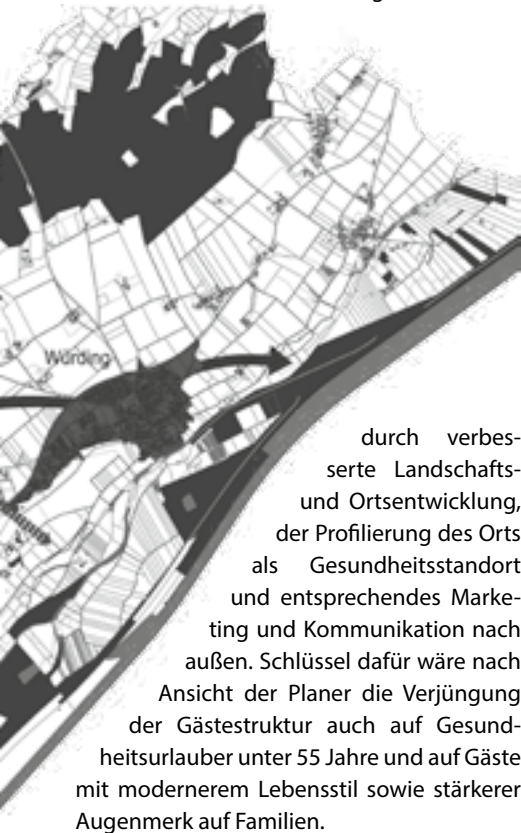 Würding
durch verbes-
serte Landschafts-
und Ortsentwicklung,
der Profilierung des Orts
als Gesundheitsstandort
und entsprechendes Marke-
ting und Kommunikation nach
außen. Schlüssel dafür wäre nach
Ansicht der Planer die Verjüngung
der Gästestruktur auch auf Gesund-
heitsurlauber unter 55 Jahre und auf Gäste
mit modernerem Lebensstil sowie stärkerer
Augenmerk auf Familien.